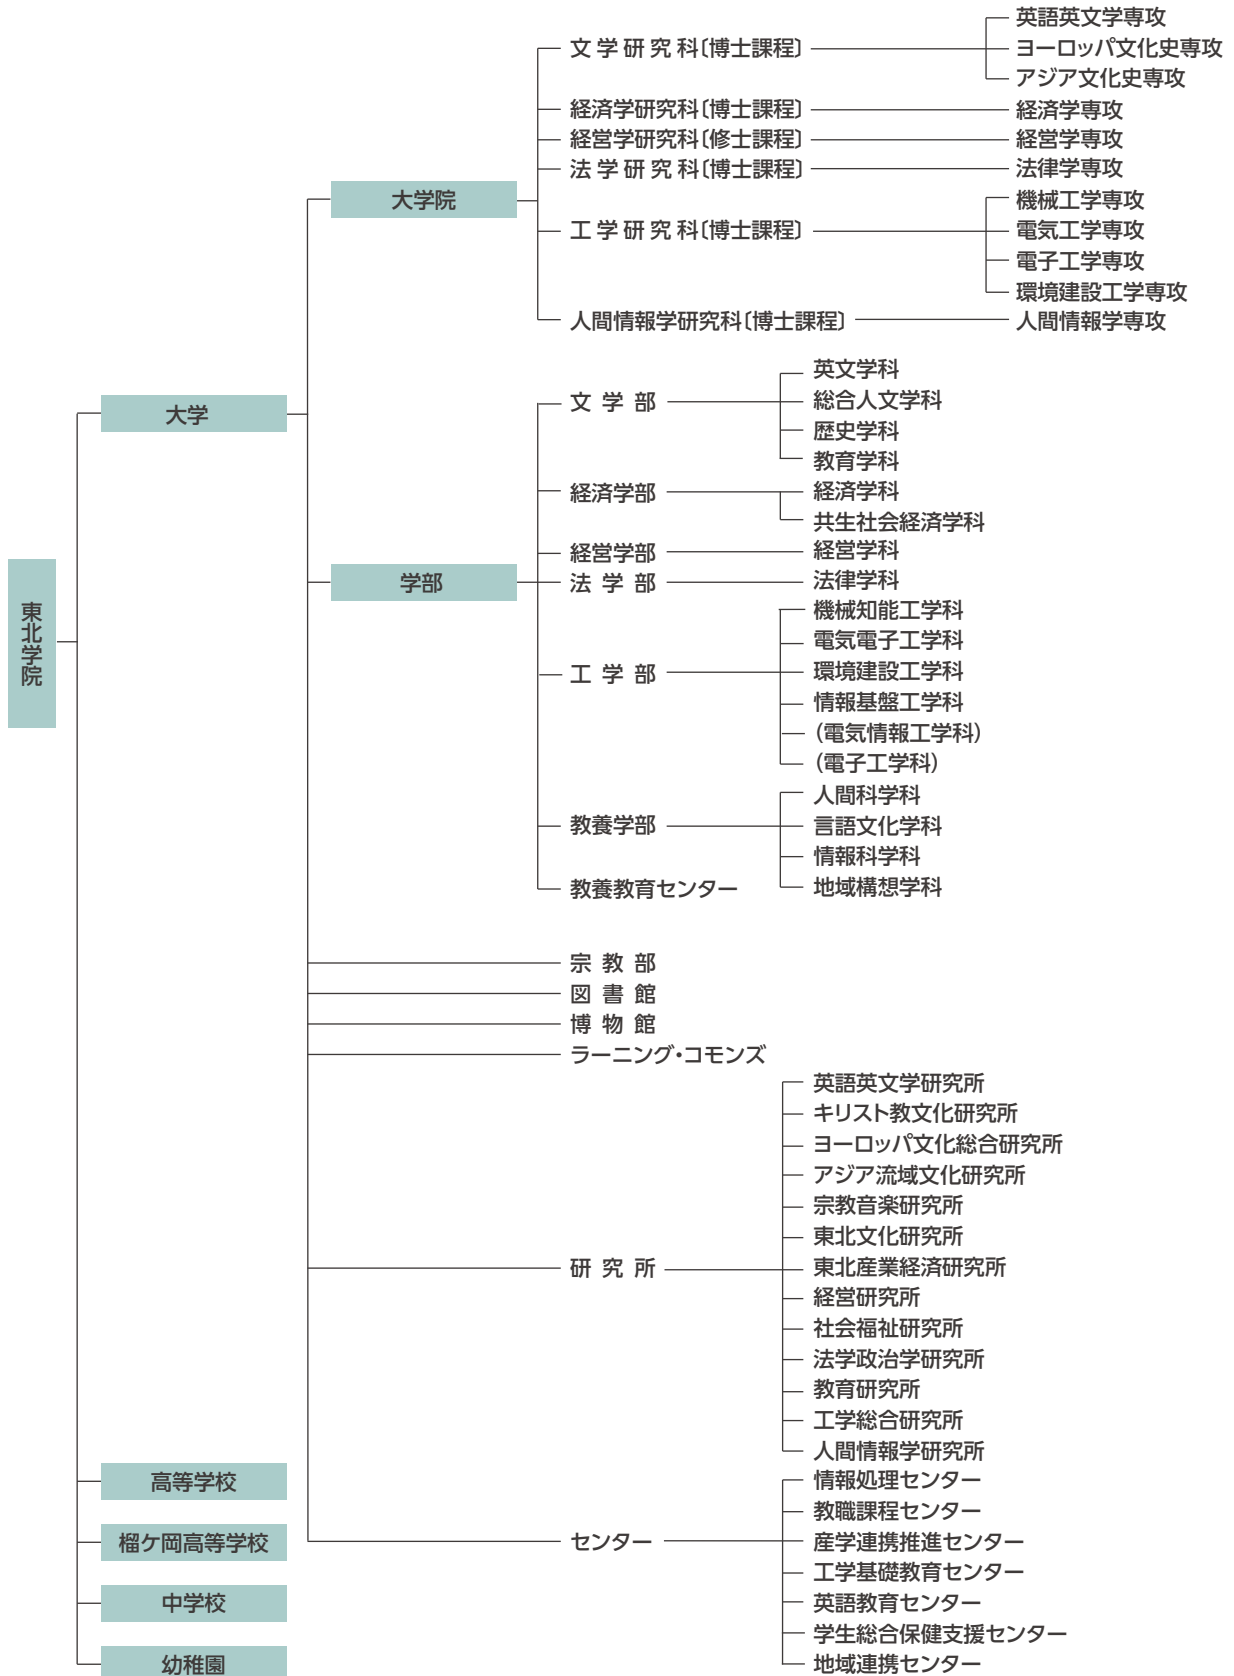 東北学院
大学
大学院
文学研究科〔博士課程〕
英語英文学専攻
ヨーロッパ文化史専攻
アジア文化史専攻
経済学研究科〔博士課程〕
経済学専攻
経営学研究科〔修士課程〕
経営学専攻
法学研究科〔博士課程〕
法律学専攻
工学研究科〔博士課程〕
機械工学専攻
電気工学専攻
電子工学専攻
環境建設工学専攻
人間情報学研究科〔博士課程〕
人間情報学専攻
学部
文学部
英文学科
総合人文学科
歴史学科
教育学科
経済学部
経済学科
共生社会経済学科
経営学部
経営学科
法学部
法律学科
工学部
機械知能工学科
電気電子工学科
環境建設工学科
情報基盤工学科
(電気情報工学科)
(電子工学科)
教養学部
人間科学科
言語文化学科
情報科学科
地域構想学科
教養教育センター
宗教部
図書館
博物館
ラーニング・コモンズ
研究所
英語英文学研究所
キリスト教文化研究所
ヨーロッパ文化総合研究所
アジア流域文化研究所
宗教音楽研究所
東北文化研究所
東北産業経済研究所
経営研究所
社会福祉研究所
法学政治学研究所
教育研究所
工学総合研究所
人間情報学研究所
センター
情報処理センター
教職課程センター
産学連携推進センター
工学基礎教育センター
英語教育センター
学生総合保健支援センター
地域連携センター
高等学校
榴ケ岡高等学校
中学校
幼稚園